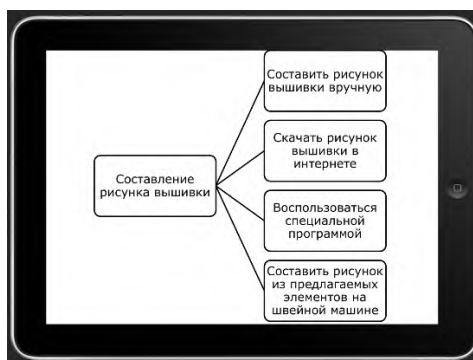 Составить рисунок
вышивки вручную
Скачать рисунок
вышивки в
интернете
Составление
рисунка вышивки
Воспользоваться
специальной
программой
Составить рисунок
из предлагаемых
элементов на
швейной машине